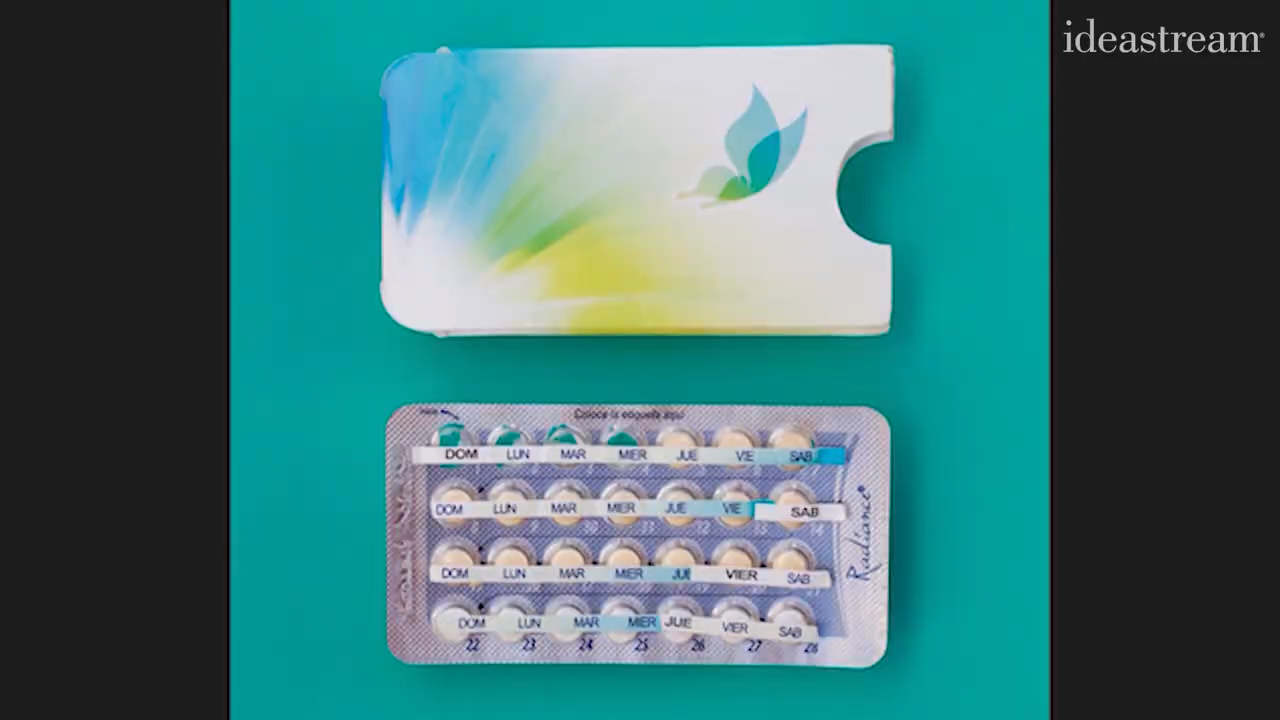 ideastream®
Coloca la etiqueta aquí
DOM LUN MAR MIER JUE VIE SAB
DOM LUN MAR MIER JUE VIE SAB
DOM LUN MAR MIER JUE VIER SAB
DOM LUN MAR MIER JUE VIER SAB
22 23 24 25 26 27 28
Radiance®